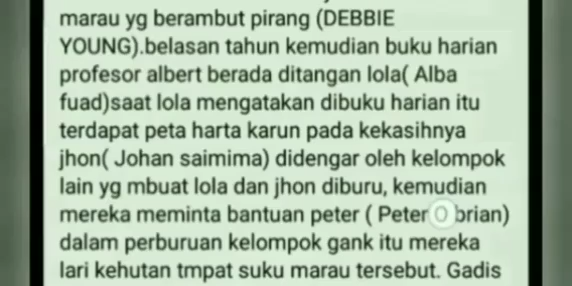 marau yg berambut pirang (DEBBIE
YOUNG).belasan tahun kemudian buku harian
profesor albert berada ditangan lola( Alba
fuad)saat lola mengatakan dibuku harian itu
terdapat peta harta karun pada kekasihnya
jhon( Johan saimima) didengar oleh kelompok
lain yg mbuat lola dan jhon diburu, kemudian
mereka meminta bantuan peter ( Peter O brian)
dalam perburuan kelompok gank itu mereka
lari kehutan tmpat suku marau tersebut. Gadis